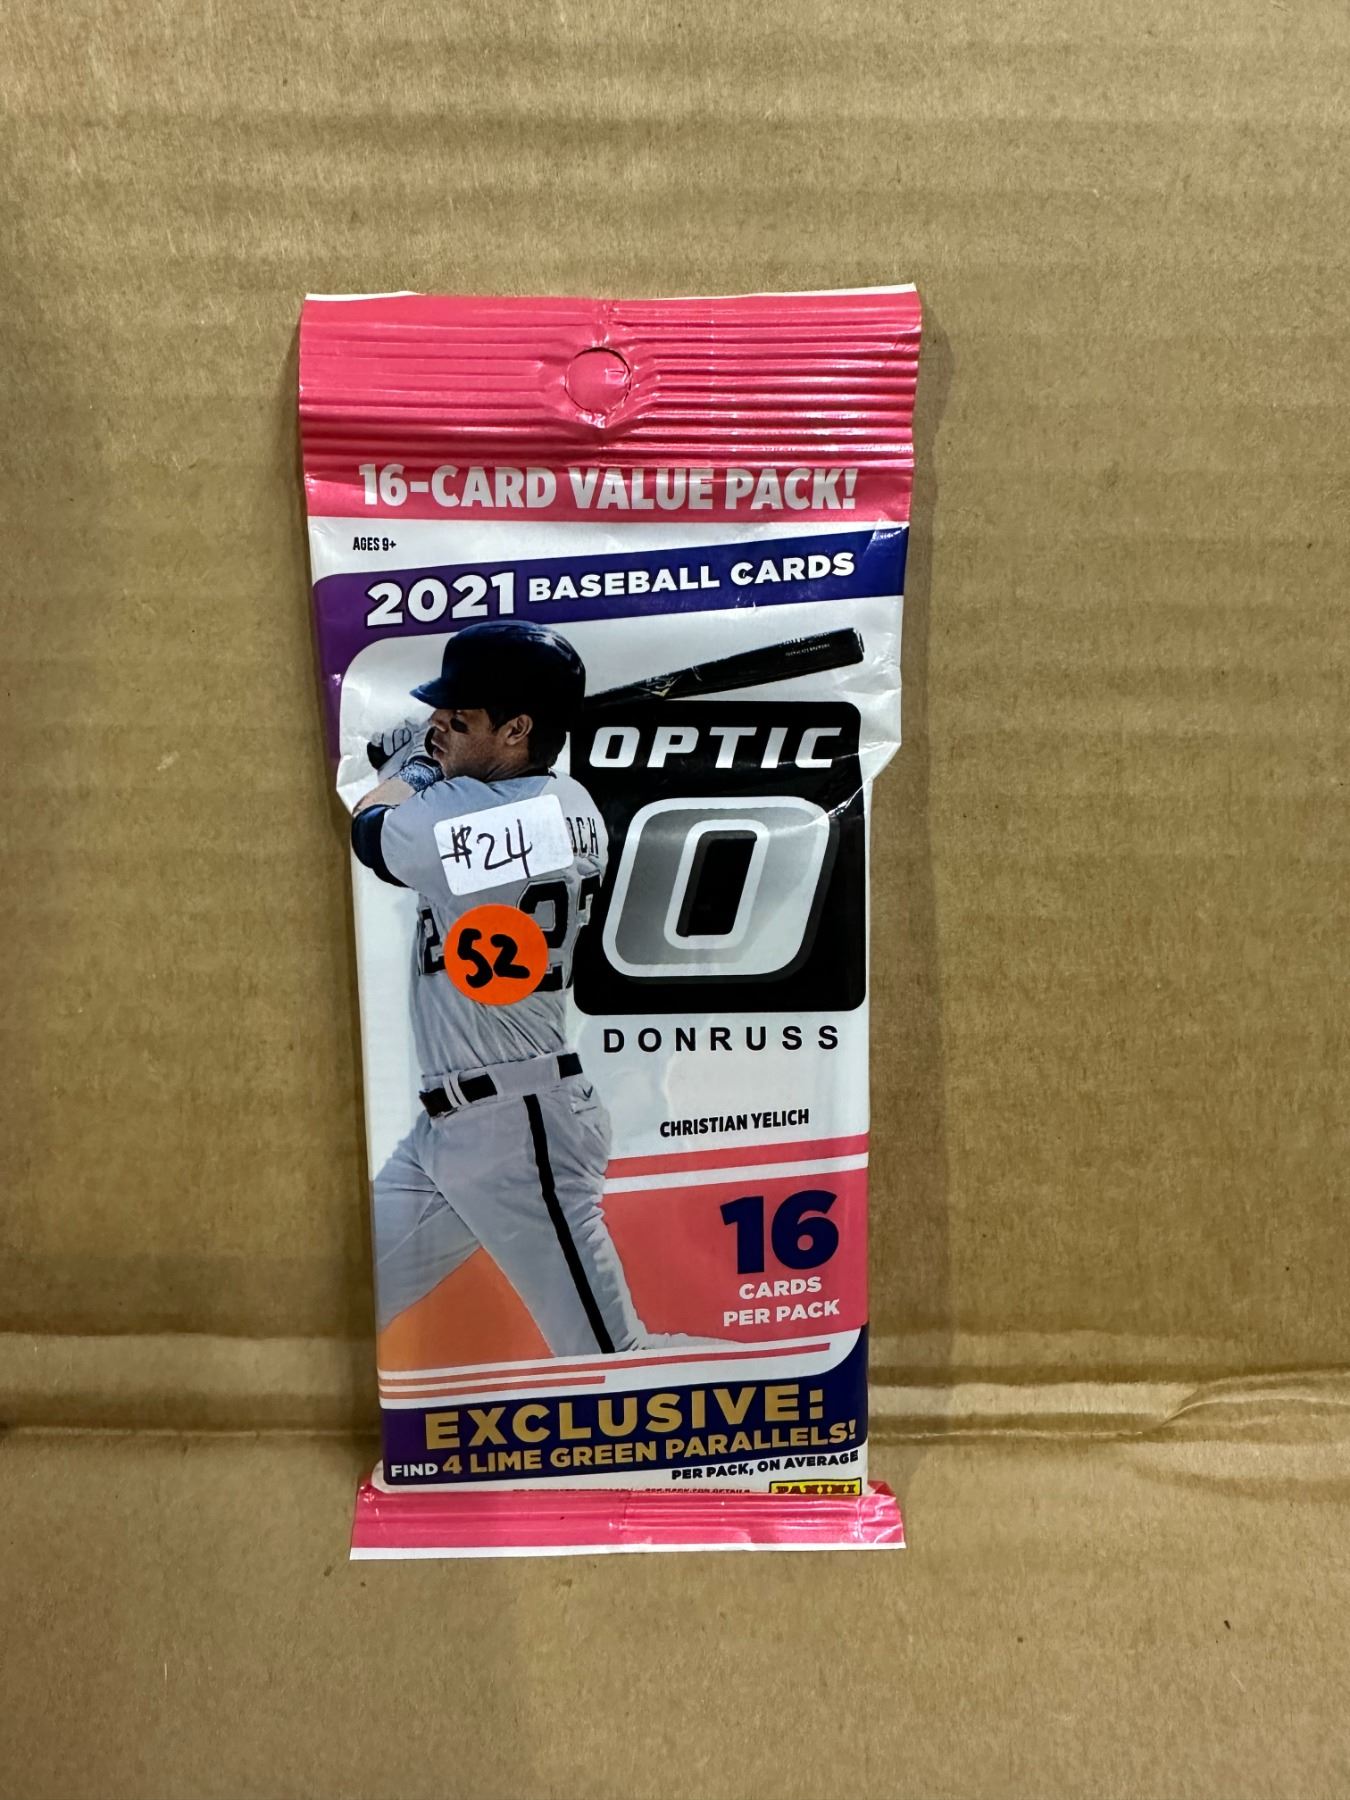 16-CARD VALUE PACK!
AGES 9+
2021 BASEBALL CARDS
OPTIC
O
$24
52
DONRUSS
CHRISTIAN YELICH
16
CARDS
PER PACK
EXCLUSIVE:
FIND 4 LIME GREEN PARALLELS!
PER PACK, ON AVERAGE
PANINI